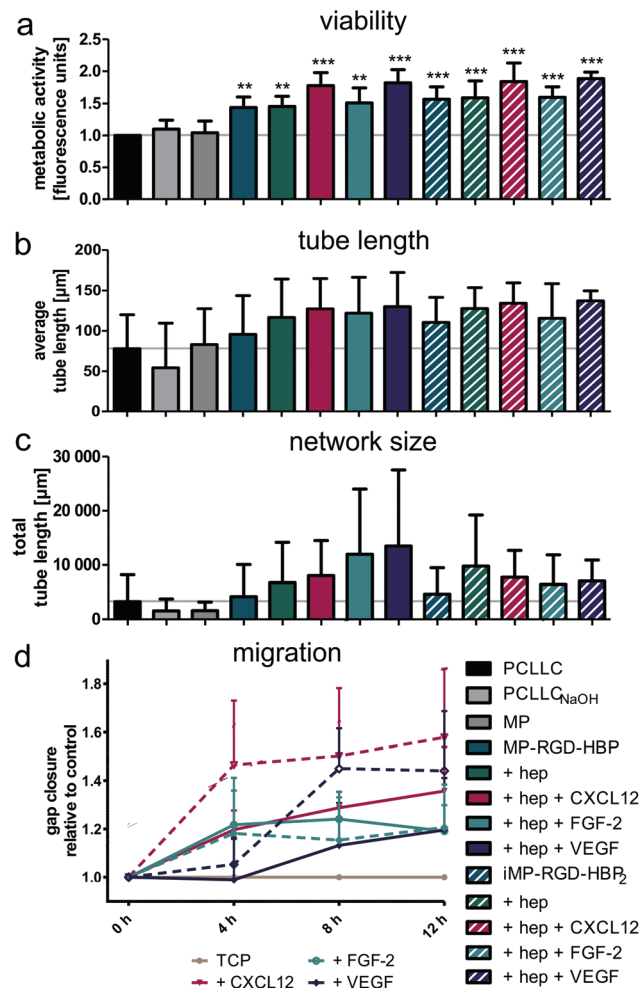 a
viability
metabolic activity
[fluorescence units]
2.5
2.0
1.5
1.0
0.5
0.0
** ** *** ** *** *** *** *** *** ***
b
tube length
average
tube length [µm]
200
150
100
50
0
c
network size
total
tube length [µm]
30 000
20 000
10 000
0
d
migration
gap closure
relative to control
1.8
1.6
1.4
1.2
1.0
0 h
4 h
8 h
12 h
TCP
+ FGF-2
+ CXCL12
+ VEGF
PCLLC
PCLLC NaOH
MP
MP-RGD-HBP
+ hep
+ hep + CXCL12
+ hep + FGF-2
+ hep + VEGF
iMP-RGD-HBP2
+ hep
+ hep + CXCL12
+ hep + FGF-2
+ hep + VEGF